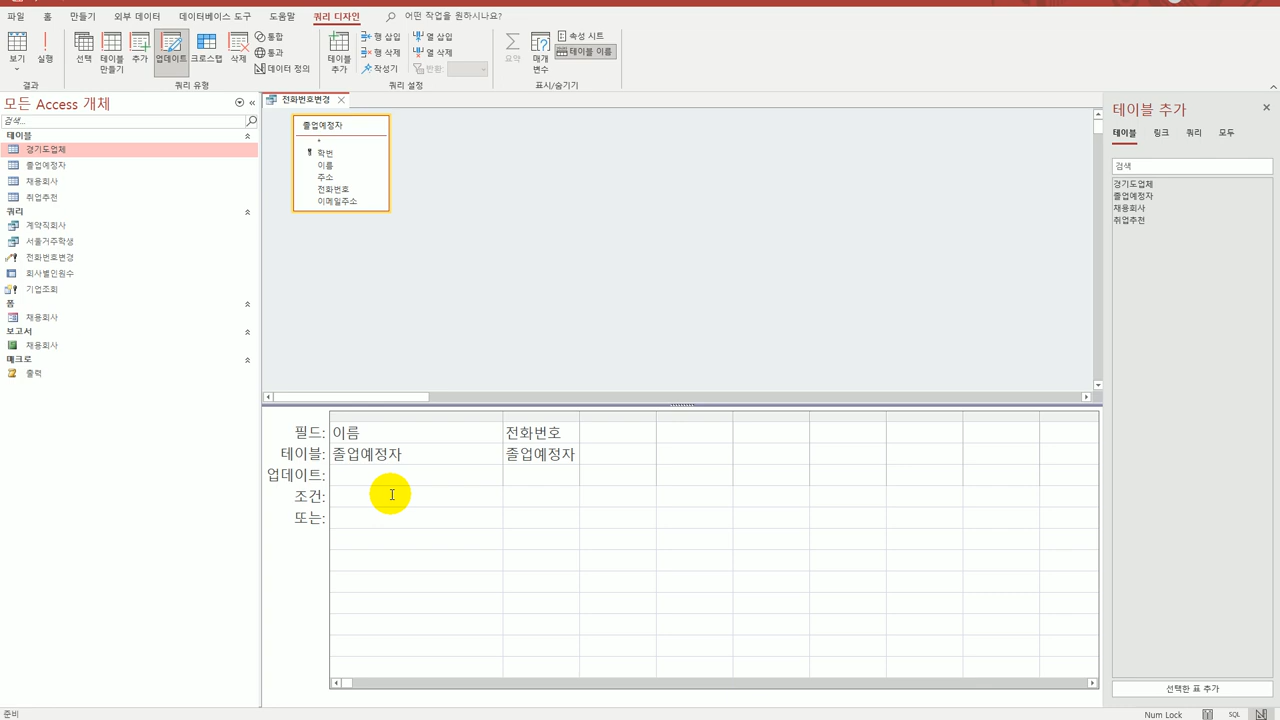 파일 홈 만들기 외부 데이터 데이터베이스 도구 도움말 쿼리 디자인 어떤 작업을 원하시나요?
보기 실행 선택 테이블 만들기 추가 업데이트 크로스탭 삭제 통합 통과 데이터 정의 테이블 추가 행 삽입 행 삭제 작성기 열 삽입 열 삭제 반환: 요약 매개 변수 속성 시트 테이블 이름
결과 쿼리 유형 쿼리 설정 표시/숨기기
모든 Access 개체
검색...
테이블
경기도업체
졸업예정자
채용회사
취업추천
쿼리
계약직회사
서울거주학생
전화번호변경
회사별인원수
기업조회
폼
채용회사
보고서
채용회사
매크로
출력
전화번호변경
졸업예정자
*
학번
이름
주소
전화번호
이메일주소
필드: 이름 전화번호
테이블: 졸업예정자 졸업예정자
업데이트:
조건:
또는:
테이블 추가
테이블 링크 쿼리 모두
검색
경기도업체
졸업예정자
채용회사
취업추천
선택한 표 추가
준비 Num Lock SQL